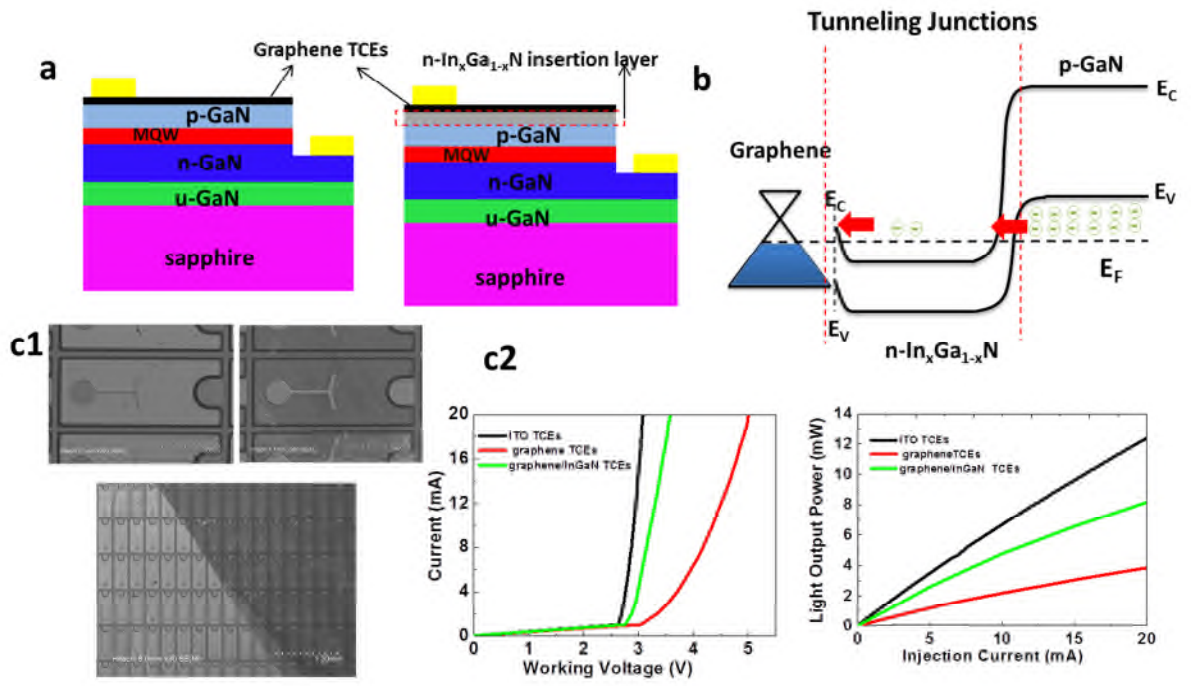 a
Graphene TCEs
n-InxGa1-xN insertion layer
p-GaN
MQW
n-GaN
u-GaN
sapphire
p-GaN
MQW
n-GaN
u-GaN
sapphire
b
Tunneling Junctions
p-GaN
EC
Graphene
EC
EV
EF
EV
n-InxGa1-xN
c1
c2
20
16
12
8
4
0
Current (mA)
ITO TCEs
graphene TCEs
graphene/InGaN TCEs
0 1 2 3 4 5
Working Voltage (V)
14
12
10
8
6
4
2
0
Light Output Power (mW)
ITO TCEs
grapheneTCEs
graphene/InGaN TCEs
0 5 10 15 20
Injection Current (mA)